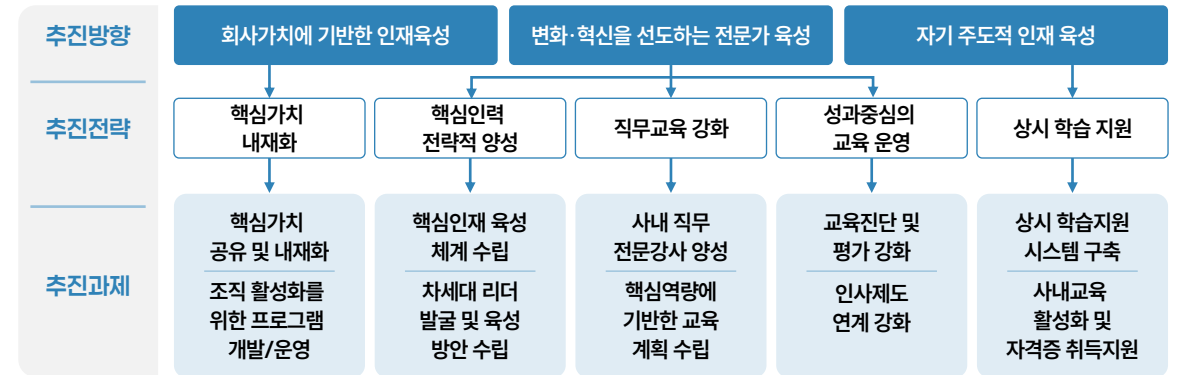 추진방향
회사가치에 기반한 인재육성
변화·혁신을 선도하는 전문가 육성
자기 주도적 인재 육성
추진전략
핵심가치
내재화
핵심인력
전략적 양성
직무교육 강화
성과중심의
교육 운영
상시 학습 지원
추진과제
핵심가치
공유 및 내재화
조직 활성화를
위한 프로그램
개발/운영
핵심인재 육성
체계 수립
차세대 리더
발굴 및 육성
방안 수립
사내 직무
전문강사 양성
핵심역량에
기반한 교육
계획 수립
교육진단 및
평가 강화
인사제도
연계 강화
상시 학습지원
시스템 구축
사내교육
활성화 및
자격증 취득지원